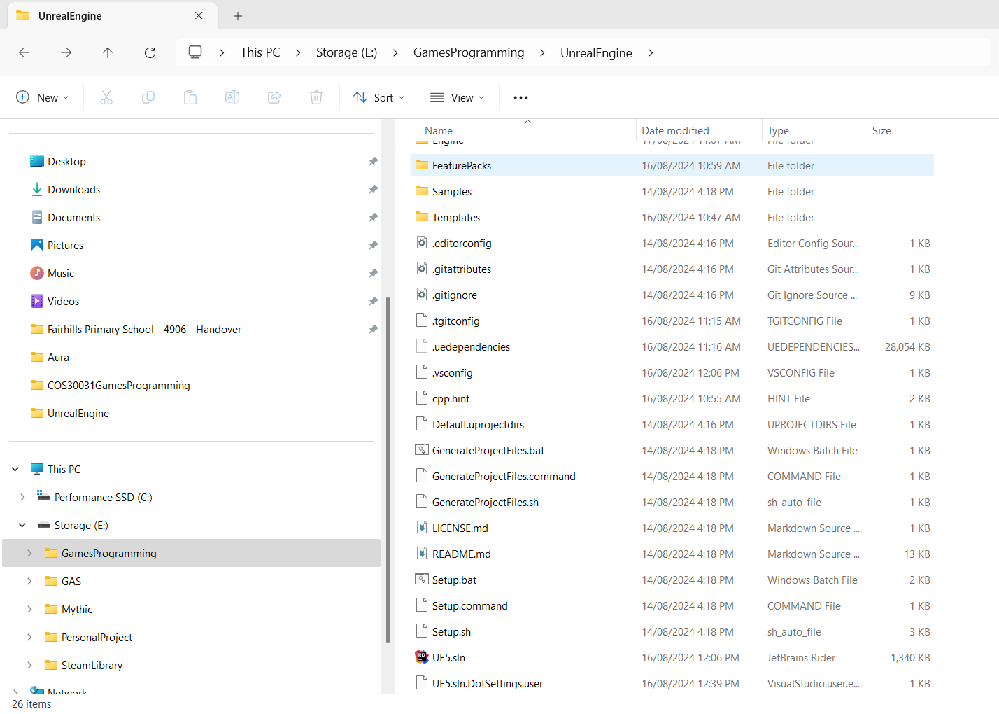 UnrealEngine
This PC > Storage (E:) > GamesProgramming > UnrealEngine >
New Sort View
Desktop
Downloads
Documents
Pictures
Music
Videos
Fairhills Primary School - 4906 - Handover
Aura
COS30031GamesProgramming
UnrealEngine
This PC
Performance SSD (C:)
Storage (E:)
GamesProgramming
GAS
Mythic
PersonalProject
SteamLibrary
Network
26 items
Name Date modified Type Size
Engine 17/08/2024 11:07 AM File folder
FeaturePacks 16/08/2024 10:59 AM File folder
Samples 14/08/2024 4:18 PM File folder
Templates 16/08/2024 10:47 AM File folder
.editorconfig 14/08/2024 4:16 PM Editor Config Sour... 1 KB
.gitattributes 14/08/2024 4:16 PM Git Attributes Sour... 1 KB
.gitignore 14/08/2024 4:16 PM Git Ignore Source ... 9 KB
.tgitconfig 16/08/2024 11:15 AM TGITCONFIG File 1 KB
.uedependencies 16/08/2024 11:16 AM UEDEPENDENCIES... 28,054 KB
.vsconfig 16/08/2024 12:06 PM VSCONFIG File 1 KB
cpp.hint 16/08/2024 10:55 AM HINT File 2 KB
Default.uprojectdirs 14/08/2024 4:16 PM UPROJECTDIRS File 1 KB
GenerateProjectFiles.bat 14/08/2024 4:18 PM Windows Batch File 1 KB
GenerateProjectFiles.command 14/08/2024 4:18 PM COMMAND File 1 KB
GenerateProjectFiles.sh 14/08/2024 4:18 PM sh_auto_file 1 KB
LICENSE.md 14/08/2024 4:18 PM Markdown Source ... 1 KB
README.md 14/08/2024 4:18 PM Markdown Source ... 13 KB
Setup.bat 14/08/2024 4:18 PM Windows Batch File 2 KB
Setup.command 14/08/2024 4:18 PM COMMAND File 1 KB
Setup.sh 14/08/2024 4:18 PM sh_auto_file 3 KB
UE5.sln 16/08/2024 12:06 PM JetBrains Rider 1,340 KB
UE5.sln.DotSettings.user 16/08/2024 12:39 PM VisualStudio.user.e... 1 KB